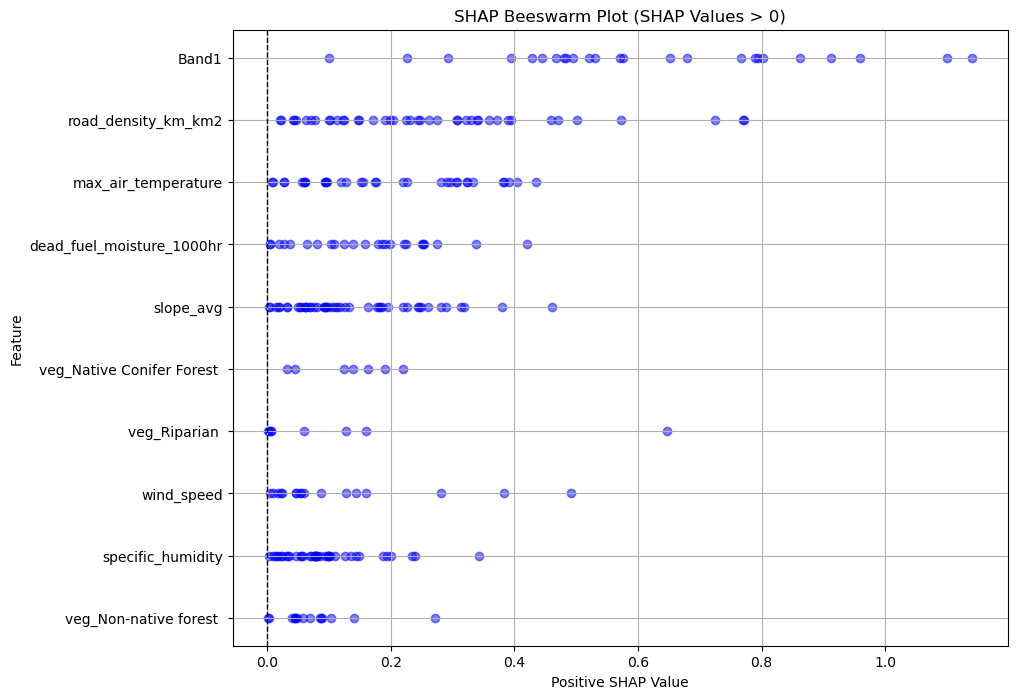 SHAP Beeswarm Plot (SHAP Values > 0)
Band1
road_density_km_km2
max_air_temperature
dead_fuel_moisture_1000hr
slope_avg
veg_Native Conifer Forest
veg_Riparian
wind_speed
specific_humidity
veg_Non-native forest
Feature
0.0 0.2 0.4 0.6 0.8 1.0
Positive SHAP Value